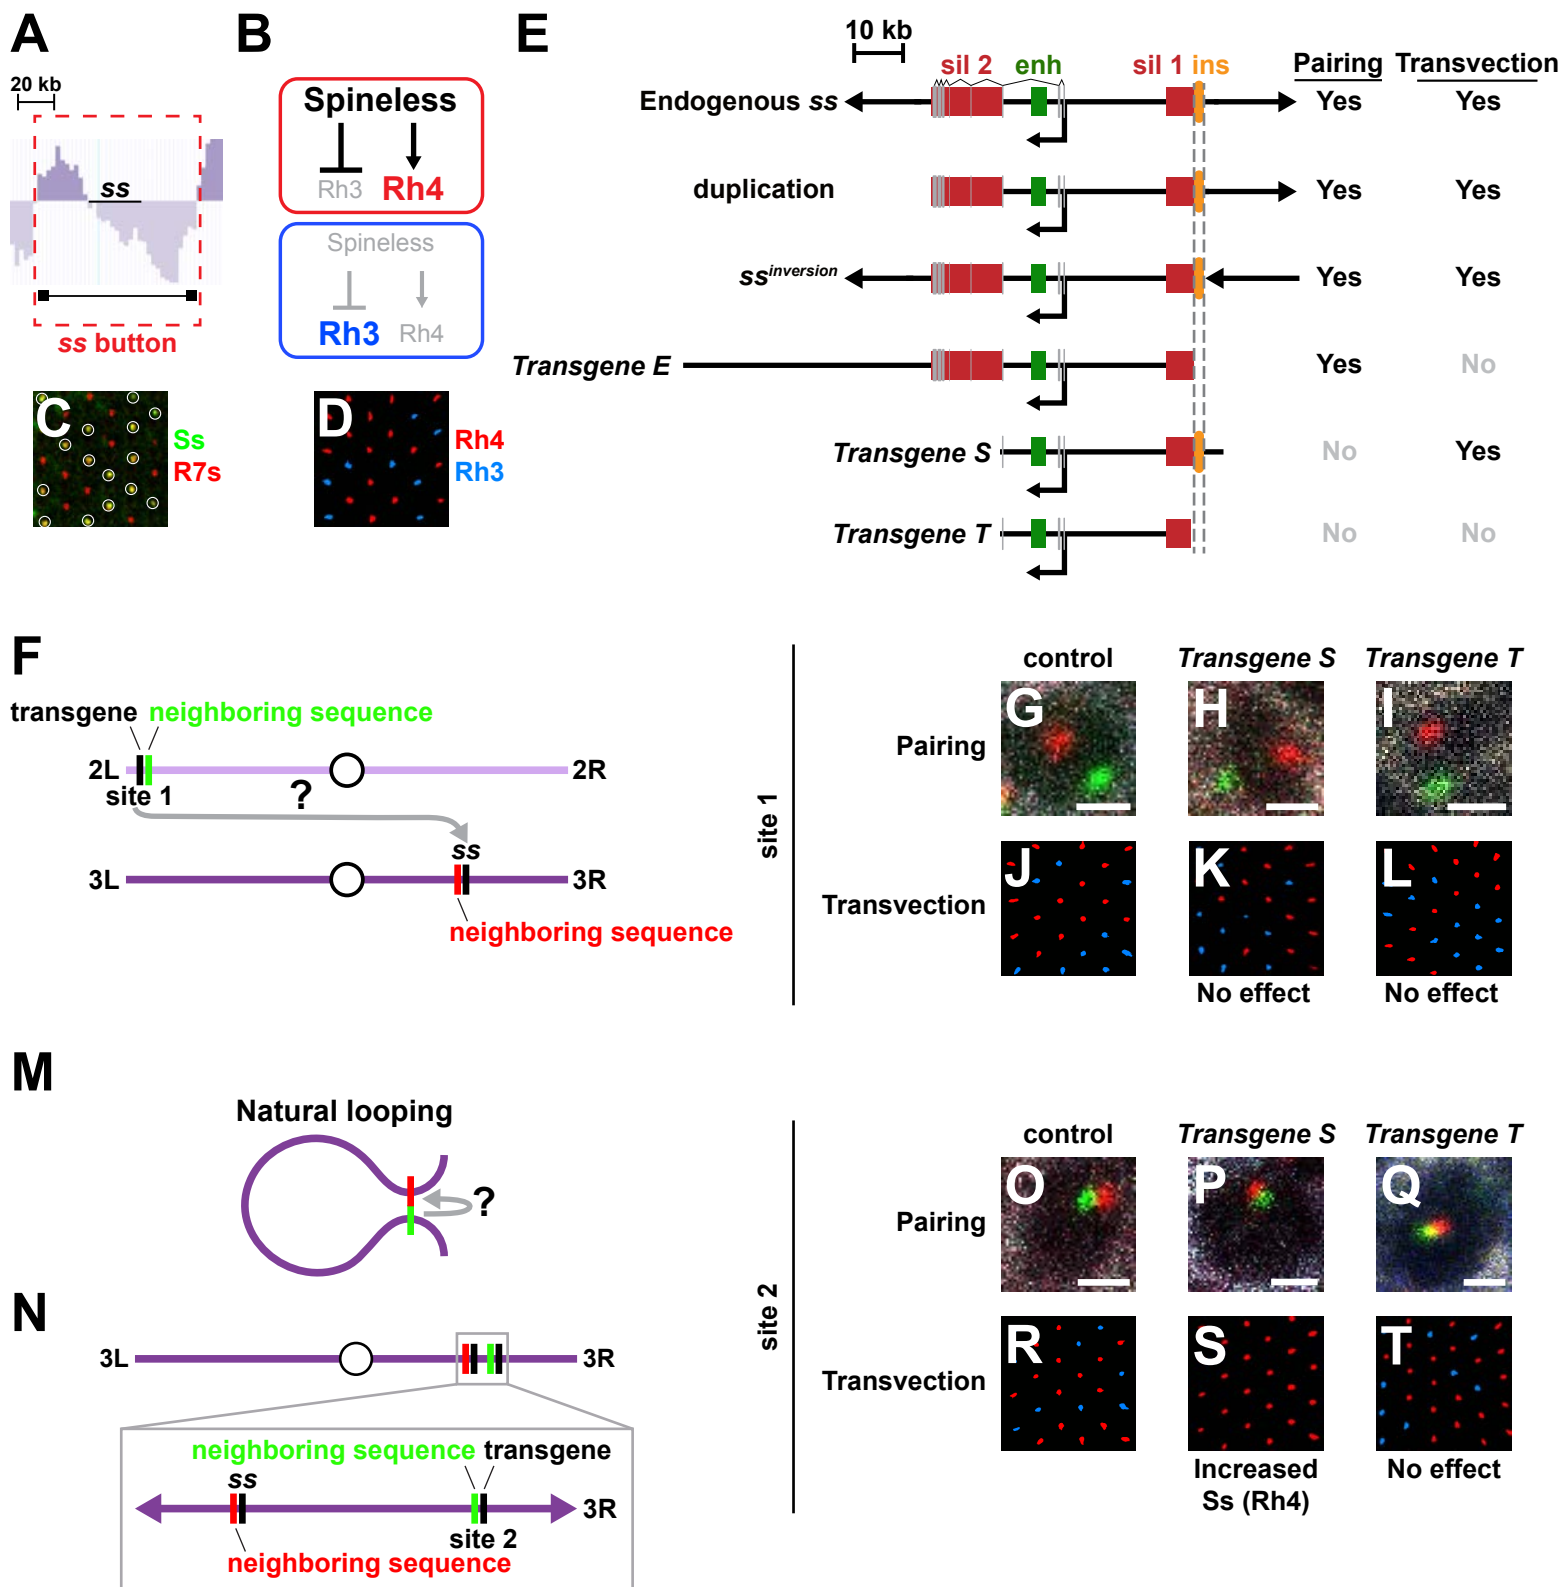 A
20 kb
ss
ss button
B
Spineless
Rh3 Rh4
Spineless
Rh3 Rh4
C
Ss
R7s
D
Rh4
Rh3
E
10 kb
sil 2 enh sil 1 ins Pairing Transvection
Endogenous ss Yes Yes
duplication Yes Yes
ss inversion Yes Yes
Transgene E Yes No
Transgene S No Yes
Transgene T No No
F
transgene neighboring sequence
2L 2R
site 1
?
ss
3L 3R
neighboring sequence
site 1
control Transgene S Transgene T
Pairing
G H I
Transvection
J K L
No effect No effect
M
Natural looping
?
N
3L 3R
neighboring sequence transgene
ss
3R
site 2
neighboring sequence
site 2
control Transgene S Transgene T
Pairing
O P Q
Transvection
R S T
Increased
Ss (Rh4)
No effect